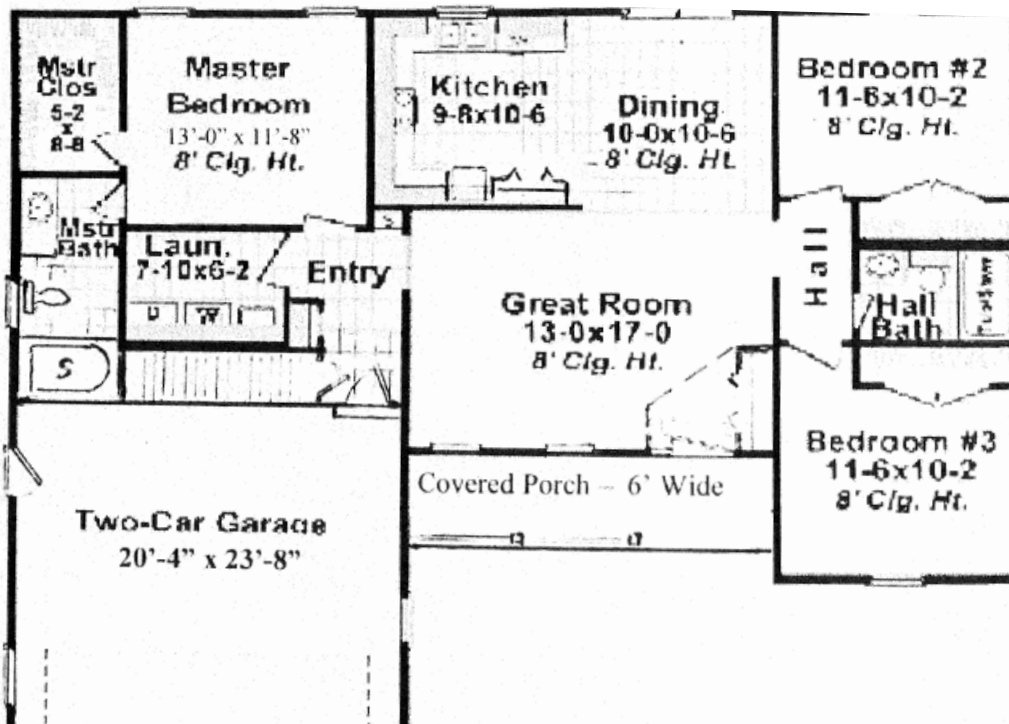 Mstr
Clos
5-2
x
8-8
Master
Bedroom
13'-0" x 11'-8"
8' Clg. Ht.
Kitchen
9-8x10-6
Dining
10-0x10-6
8' Clg. Ht.
Bedroom #2
11-6x10-2
8' Clg. Ht.
Mstr
Bath
Laun.
7-10x6-2
D
W
Entry
S
Great Room
13-0x17-0
8' Clg. Ht.
Hall
Hall
Bath
Bedroom #3
11-6x10-2
8' Clg. Ht.
Covered Porch – 6' Wide
Two-Car Garage
20'-4" x 23'-8"